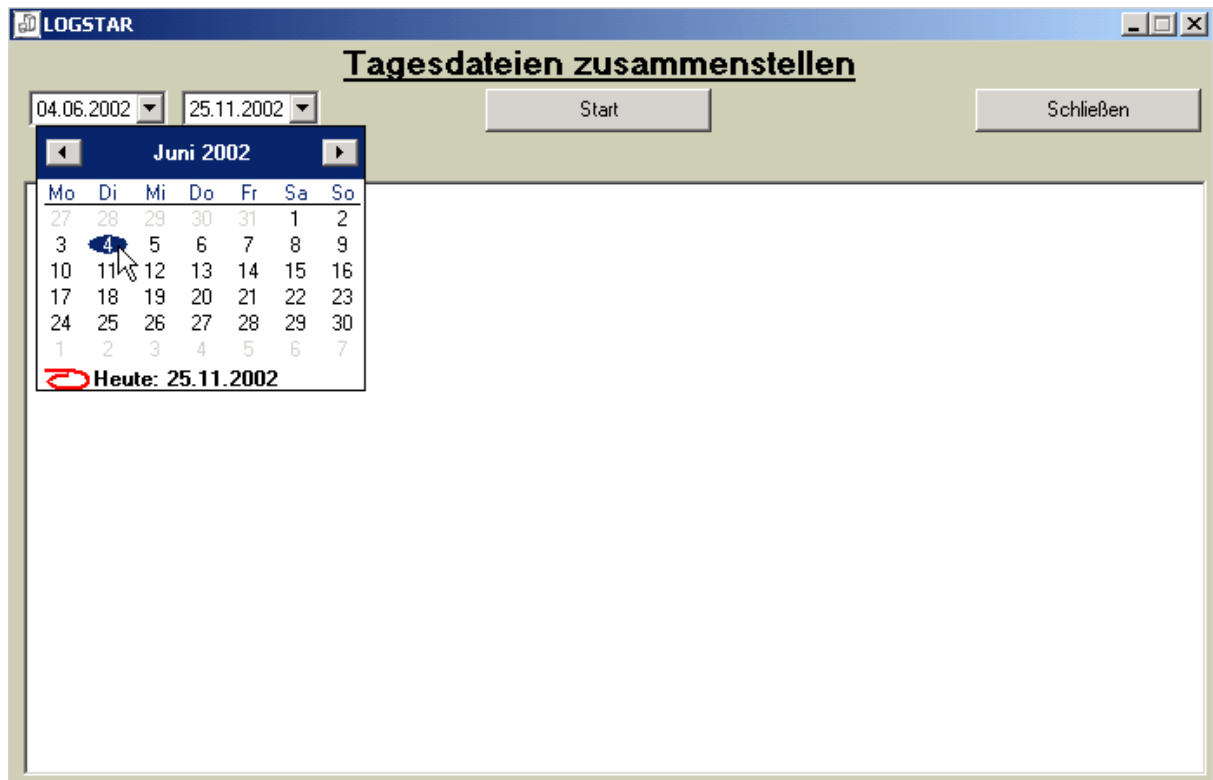 LOGSTAR
Tagesdateien zusammenstellen
04.06.2002 25.11.2002 Start Schließen
Juni 2002
Mo Di Mi Do Fr Sa So
27 28 29 30 31 1 2
3 4 5 6 7 8 9
10 11 12 13 14 15 16
17 18 19 20 21 22 23
24 25 26 27 28 29 30
1 2 3 4 5 6 7
Heute: 25.11.2002